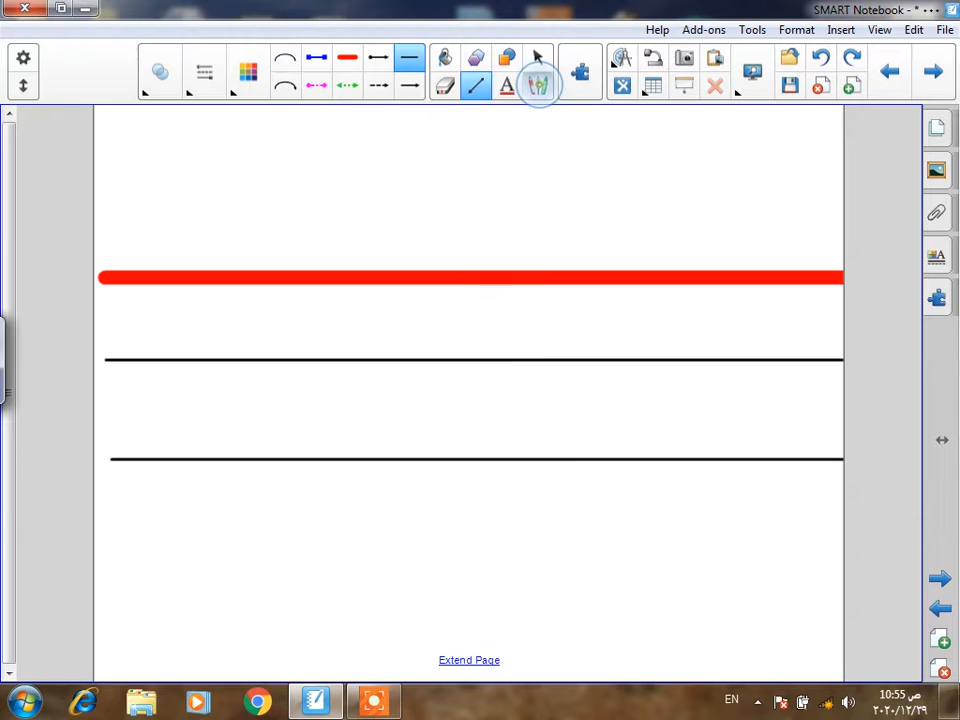 SMART Notebook - * •••
Help Add-ons Tools Format Insert View Edit File
Extend Page
EN
10:55 ص
٢٠٢٠/١٢/٢٩